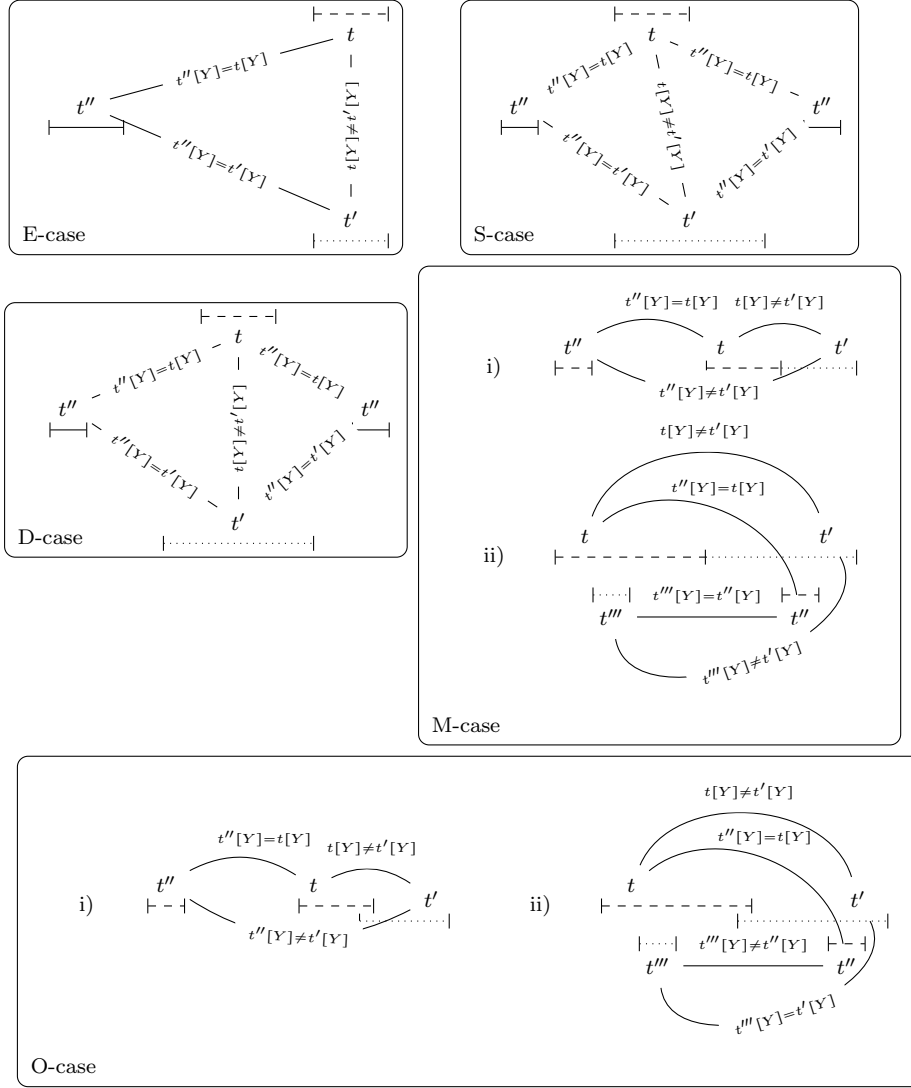 t
t''[Y]=t[Y]
t[Y]≠t'[Y]
t''
t''[Y]=t'[Y]
t'
E-case
t
t''[Y]=t[Y]
t''[Y]=t[Y]
t''
t[Y]≠t'[Y]
t''
t''[Y]=t'[Y]
t''[Y]=t'[Y]
t'
S-case
t
t''[Y]=t[Y]
t''[Y]=t[Y]
t''
t[Y]≠t'[Y]
t''
t''[Y]=t'[Y]
t''[Y]=t'[Y]
t'
D-case
t''[Y]=t[Y] t[Y]≠t'[Y]
t'' t t'
i)
t''[Y]≠t'[Y]
t[Y]≠t'[Y]
t''[Y]=t[Y]
t t'
ii)
t'''[Y]=t''[Y]
t''' t''
t'''[Y]≠t'[Y]
M-case
t''[Y]=t[Y] t[Y]≠t'[Y]
t'' t t'
i)
t''[Y]≠t'[Y]
t[Y]≠t'[Y]
t''[Y]=t[Y]
t t'
ii)
t'''[Y]≠t''[Y]
t''' t''
t'''[Y]=t'[Y]
O-case